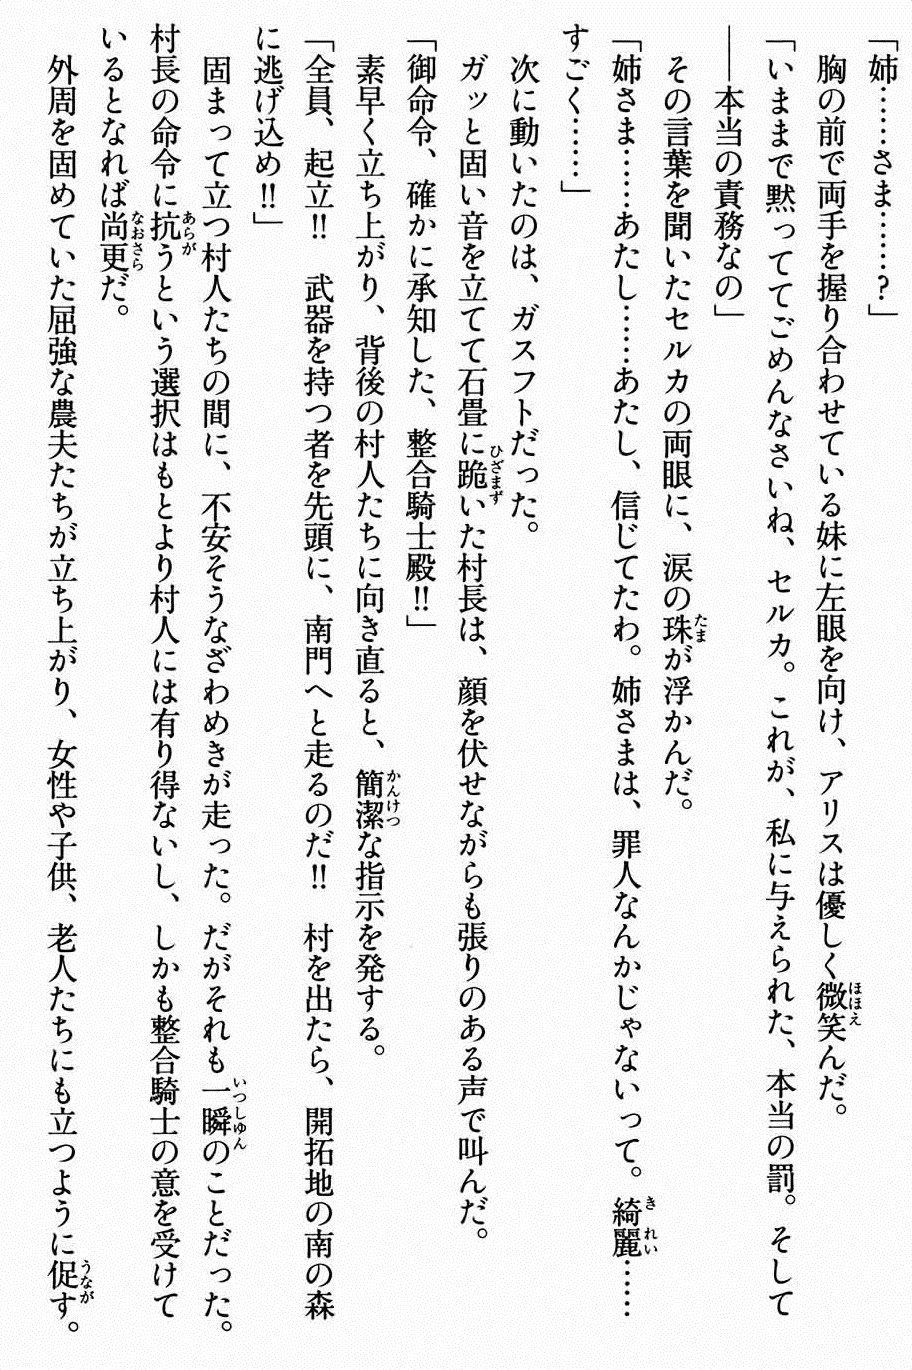 「姉……さま……?」
胸の前で両手を握り合わせている妹に左眼を向け、アリスは優しく微笑んだ。
「いままで黙っててごめんなさいね、セルカ。これが、私に与えられた、本当の罰。そして
――本当の責務なの」
その言葉を聞いたセルカの両眼に、涙の珠が浮かんだ。
「姉さま……あたし……あたし、信じてたわ。姉さまは、罪人なんかじゃないって。綺麗……
すごく……」
次に動いたのは、ガスフトだった。
ガッと固い音を立てて石畳に跪いた村長は、顔を伏せながらも張りのある声で叫んだ。
「御命令、確かに承知した、整合騎士殿!!」
素早く立ち上がり、背後の村人たちに向き直ると、簡潔な指示を発する。
「全員、起立!!　武器を持つ者を先頭に、南門へと走るのだ!!　村を出たら、開拓地の南の森
に逃げ込め!!」
固まって立つ村人たちの間に、不安そうなざわめきが走った。だがそれも一瞬のことだった。
村長の命令に抗うという選択はもとより村人には有り得ないし、しかも整合騎士の意を受けて
いるとなれば尚更だ。
外周を固めていた屈強な農夫たちが立ち上がり、女性や子供、老人たちにも立つように促す。